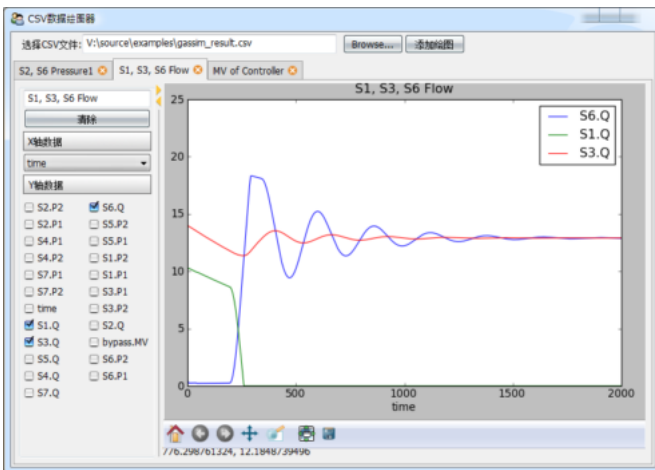 CSV数据绘图器
选择CSV文件: V:\source\examples\gassim_result.csv Browse... 添加绘图
S2, S6 Pressure1 S1, S3, S6 Flow MV of Controller
S1, S3, S6 Flow
清除
X轴数据
time
Y轴数据
S2.P2 S6.Q
S2.P1 S5.P2
S4.P1 S5.P1
S4.P2 S1.P2
S7.P1 S1.P1
S7.P2 S3.P1
time S3.P2
S1.Q S2.Q
S3.Q bypass.MV
S5.Q S6.P2
S4.Q S6.P1
S7.Q
S1, S3, S6 Flow
25
20
15
10
5
0
S6.Q
S1.Q
S3.Q
0 500 1000 1500 2000
time
776.298761324, 12.1848739496